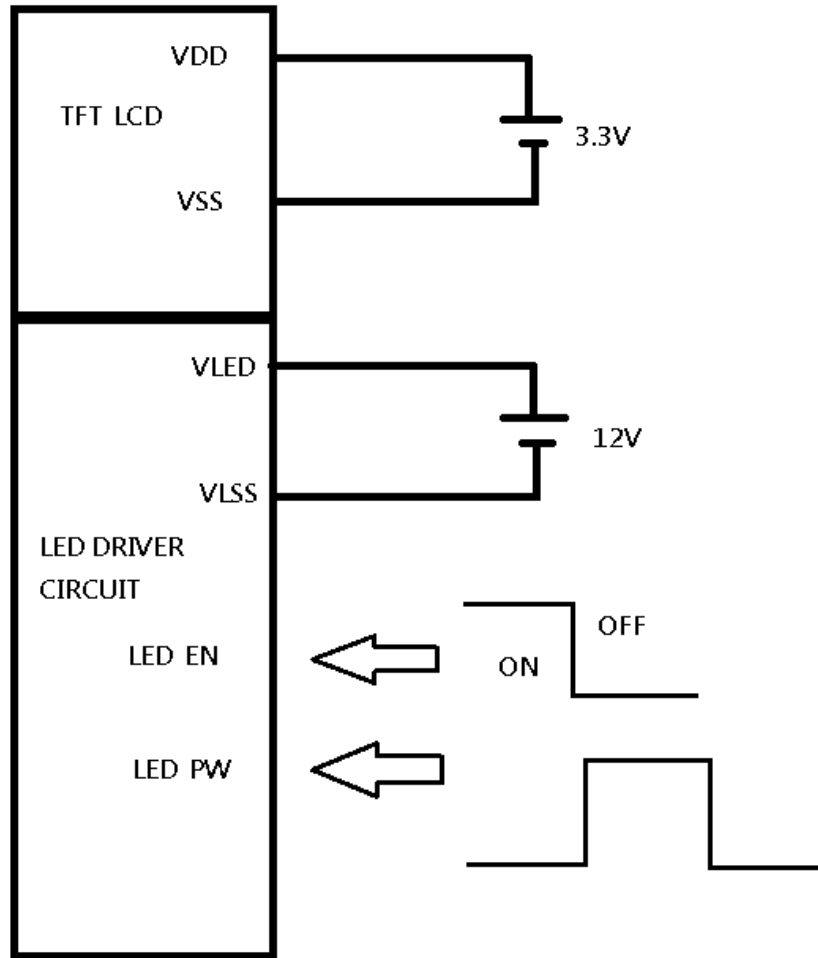 VDD
TFT LCD
3.3V
VSS
VLED
12V
VLSS
LED DRIVER
CIRCUIT
OFF
LED EN
ON
LED PW